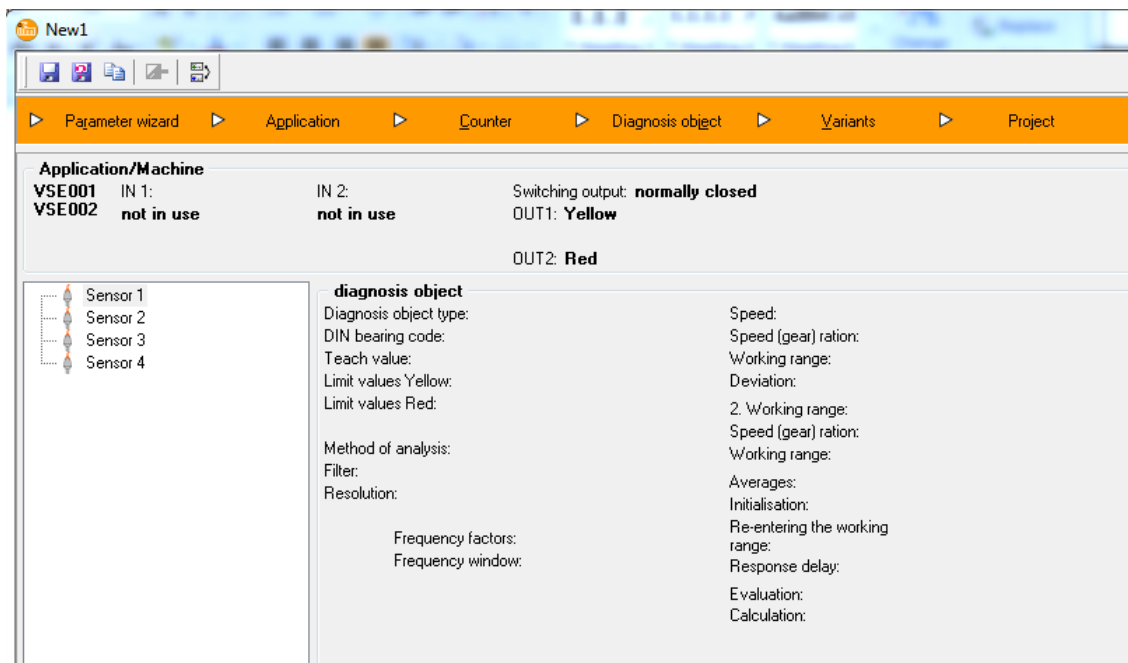 New1
Parameter wizard Application Counter Diagnosis object Variants Project
Application/Machine
VSE001 IN 1: IN 2: Switching output: normally closed
VSE002 not in use not in use OUT1: Yellow
OUT2: Red
Sensor 1
Sensor 2
Sensor 3
Sensor 4
diagnosis object
Diagnosis object type:
DIN bearing code:
Teach value:
Limit values Yellow:
Limit values Red:
Method of analysis:
Filter:
Resolution:
Frequency factors:
Frequency window:
Speed:
Speed (gear) ration:
Working range:
Deviation:
2. Working range:
Speed (gear) ration:
Working range:
Averages:
Initialisation:
Re-entering the working
range:
Response delay:
Evaluation:
Calculation: